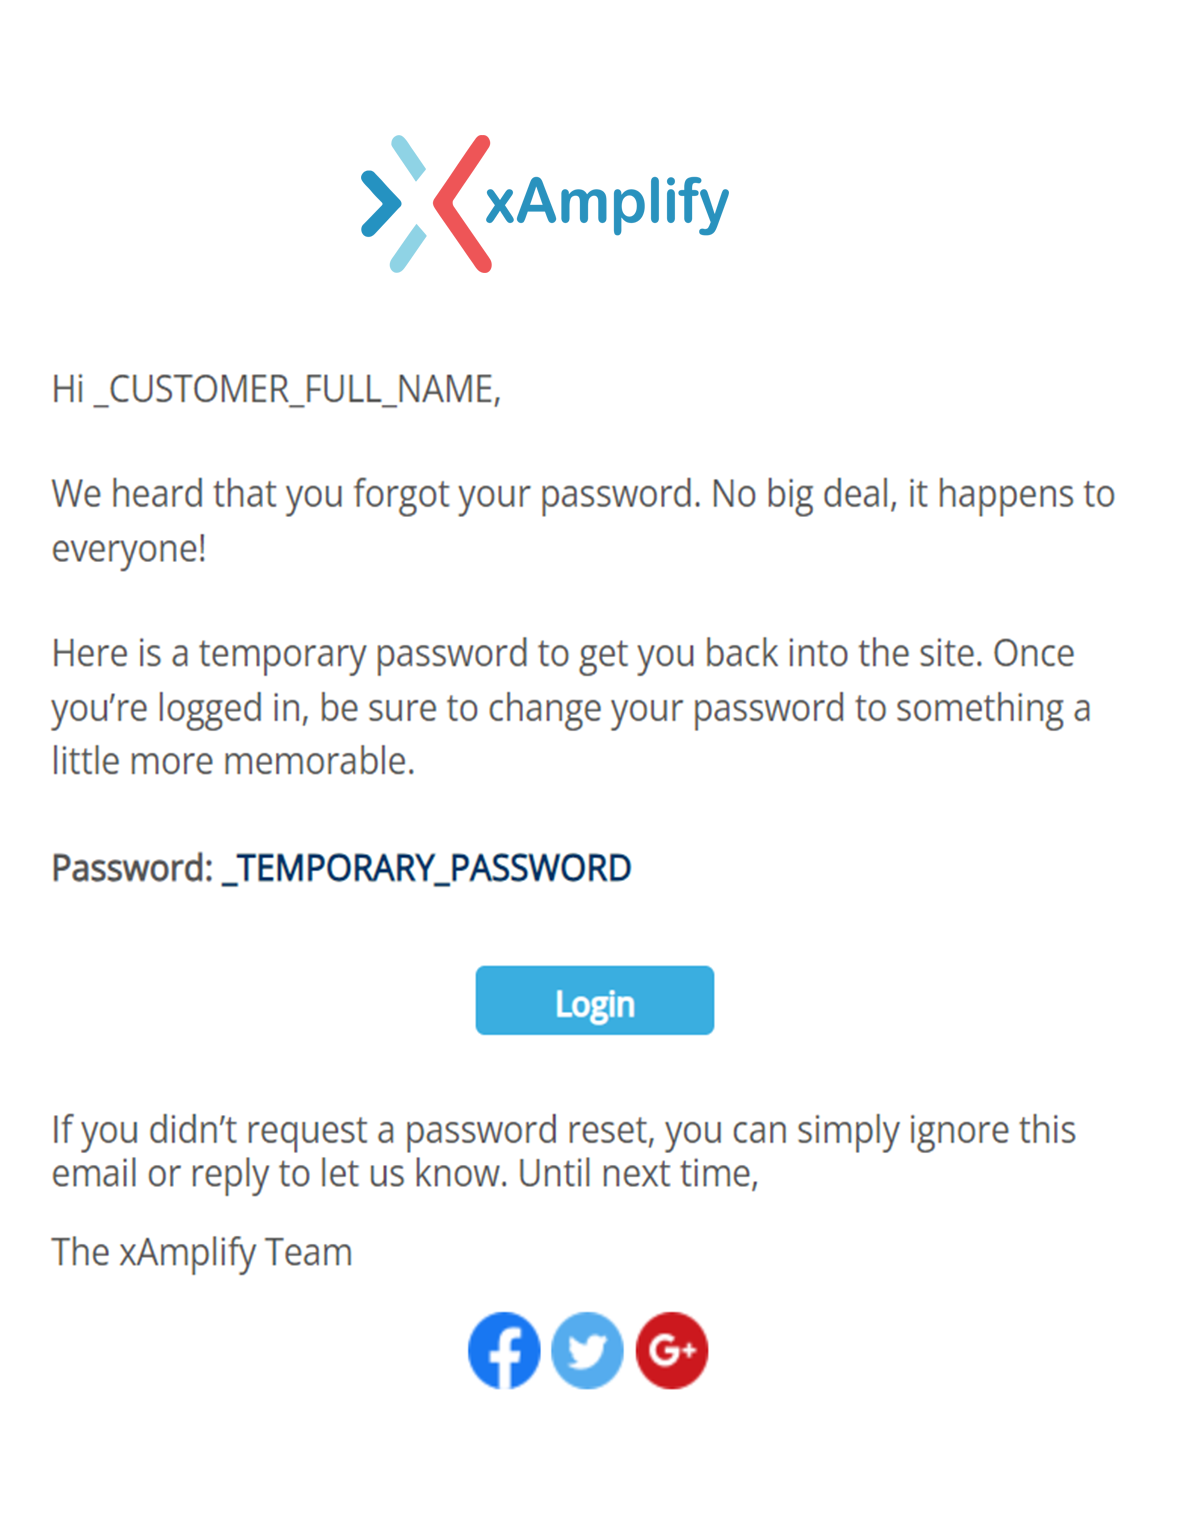 xAmplify
Hi _CUSTOMER_FULL_NAME,
We heard that you forgot your password. No big deal, it happens to
everyone!
Here is a temporary password to get you back into the site. Once
you’re logged in, be sure to change your password to something a
little more memorable.
Password: _TEMPORARY_PASSWORD
Login
If you didn’t request a password reset, you can simply ignore this
email or reply to let us know. Until next time,
The xAmplify Team
f G+